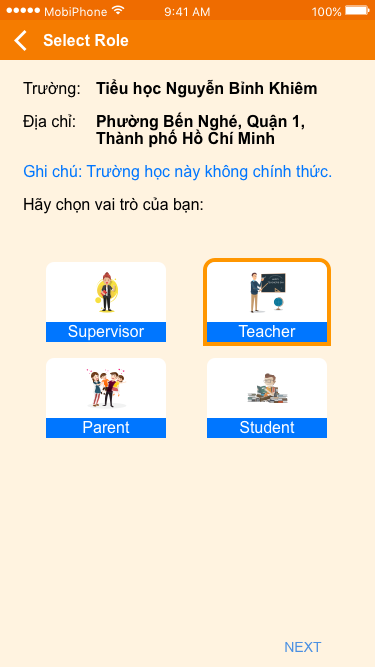 MobiPhone 9:41 AM 100%
Select Role
Trường: Tiểu học Nguyễn Bỉnh Khiêm
Địa chỉ: Phường Bến Nghé, Quận 1,
Thành phố Hồ Chí Minh
Ghi chú: Trường học này không chính thức.
Hãy chọn vai trò của bạn:
Supervisor Teacher
Parent Student
NEXT